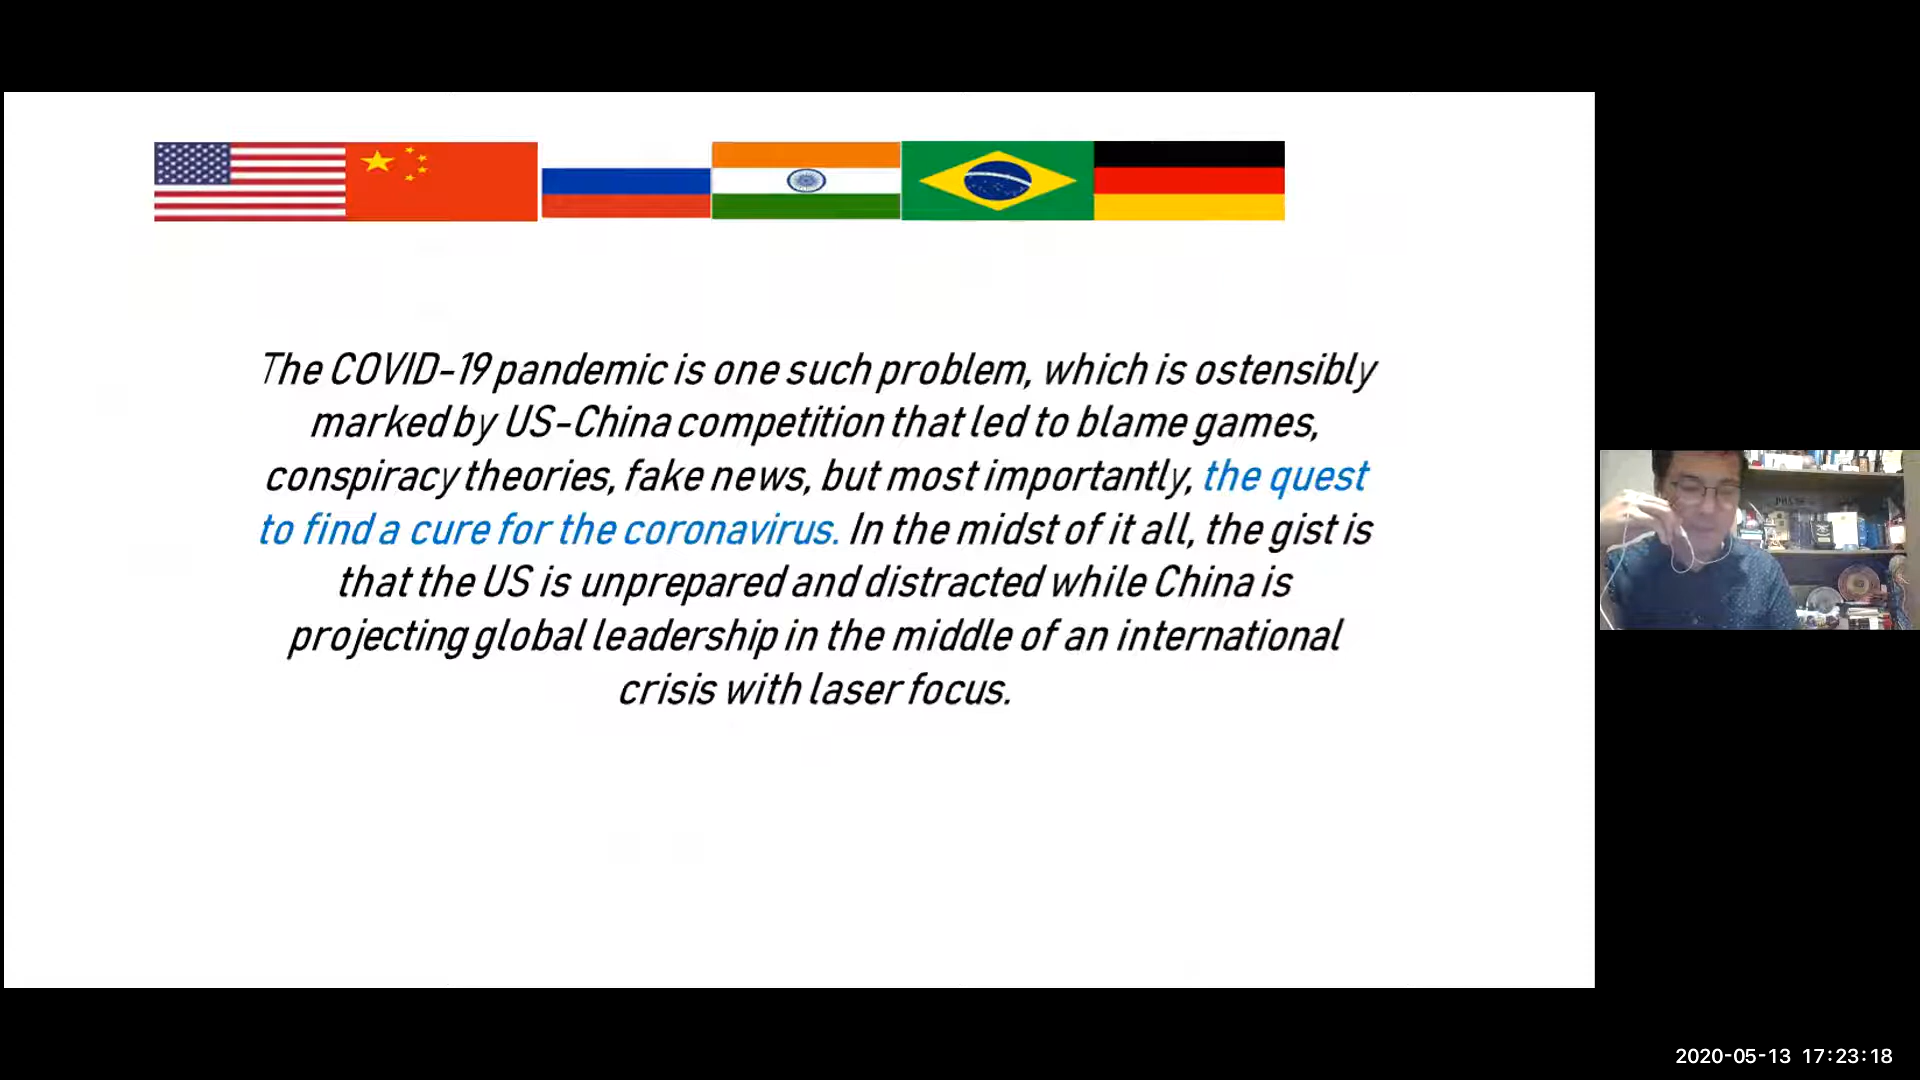 The COVID-19 pandemic is one such problem, which is ostensibly
marked by US-China competition that led to blame games,
conspiracy theories, fake news, but most importantly, the quest
to find a cure for the coronavirus. In the midst of it all, the gist is
that the US is unprepared and distracted while China is
projecting global leadership in the middle of an international
crisis with laser focus.
2020-05-13 17:23:18